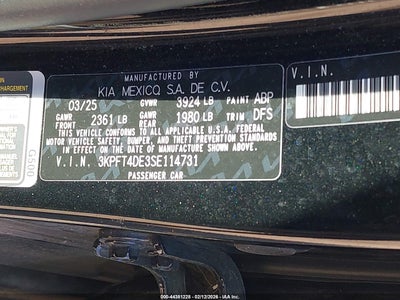 MANUFACTURED BY
KIA MEXICO, S.A. DE C.V.
03/25 GVWR 3924 LB PAINT ABP
GAWR FRONT 2361 LB GAWR REAR 1980 LB TRIM DFS
THIS VEHICLE CONFORMS TO ALL APPLICABLE U.S.A. FEDERAL
MOTOR VEHICLE SAFETY, BUMPER, AND THEFT PREVENTION STANDARDS
IN EFFECT ON THE DATE OF MANUFACTURE SHOWN ABOVE.
V.I.N. 3KPFT4DE3SE114731
PASSENGER CAR
V.I.N.
G500
000-44381228 - 02/12/2026 - IAA Inc.